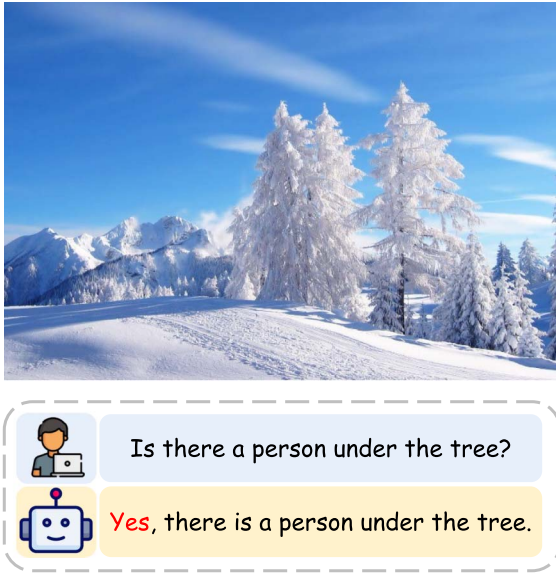 Is there a person under the tree?
Yes, there is a person under the tree.